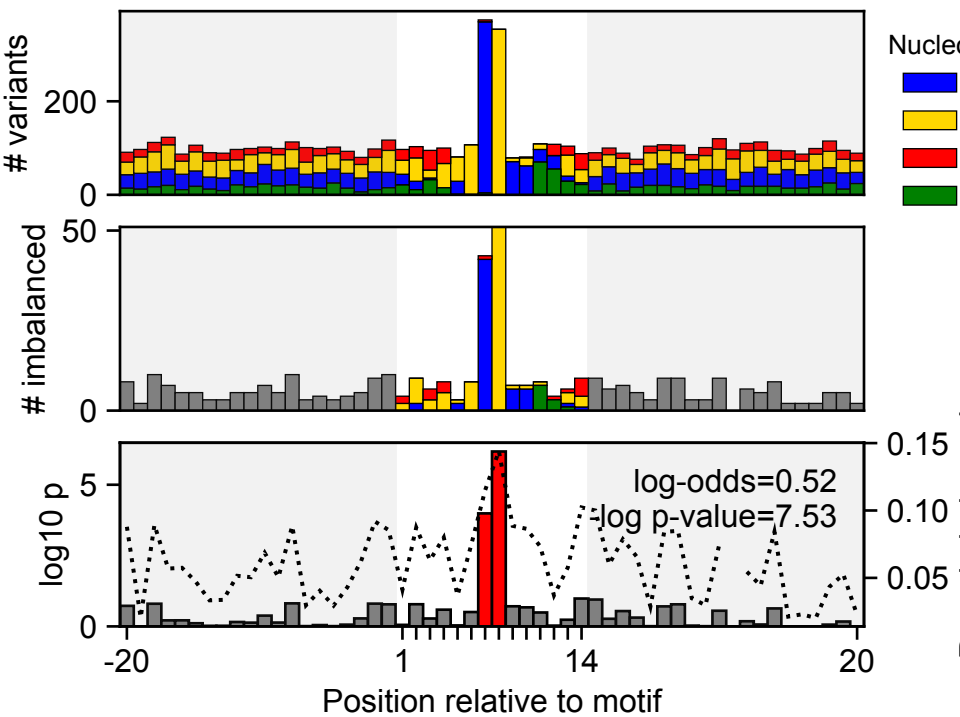 # variants
200
0
Nucleo
# imbalanced
50
0
log10 p
5
0
log-odds=0.52
-log p-value=7.53
0.15
0.10
0.05
-20
1
14
20
Position relative to motif